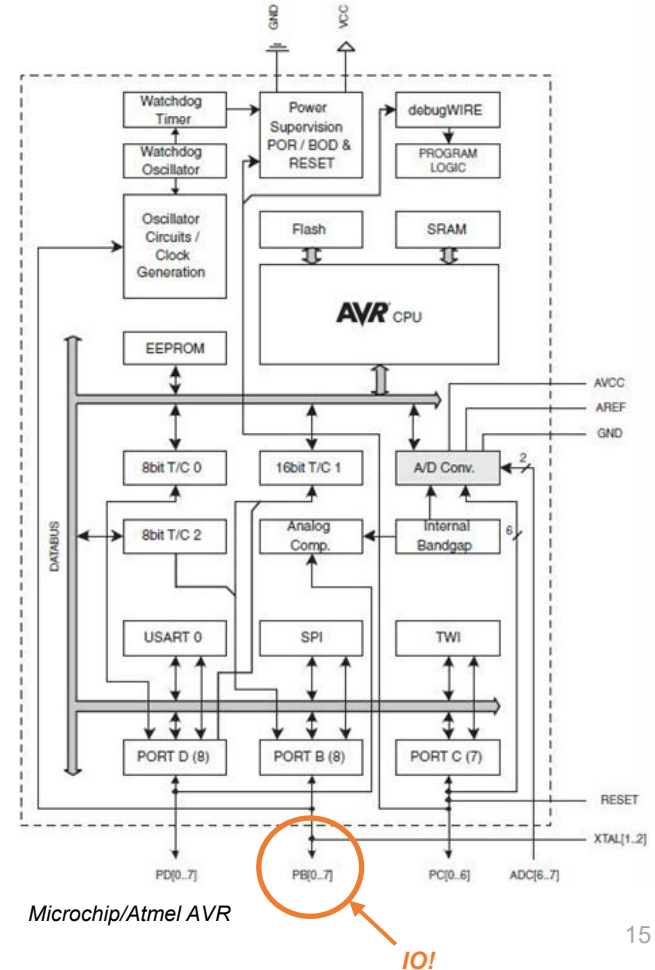 GND
VCC
Watchdog
Timer
Power
Supervision
POR / BOD &
RESET
debugWIRE
Watchdog
Oscillator
PROGRAM
LOGIC
Oscillator
Circuits /
Clock
Generation
Flash
SRAM
AVR CPU
EEPROM
AVCC
AREF
GND
8bit T/C 0
16bit T/C 1
A/D Conv.
2
8bit T/C 2
Analog
Comp.
Internal
Bandgap
6
DATABUS
USART 0
SPI
TWI
PORT D (8)
PORT B (8)
PORT C (7)
RESET
XTAL[1..2]
PD[0..7]
PB[0..7]
PC[0..6]
ADC[6..7]
Microchip/Atmel AVR
IO!
15